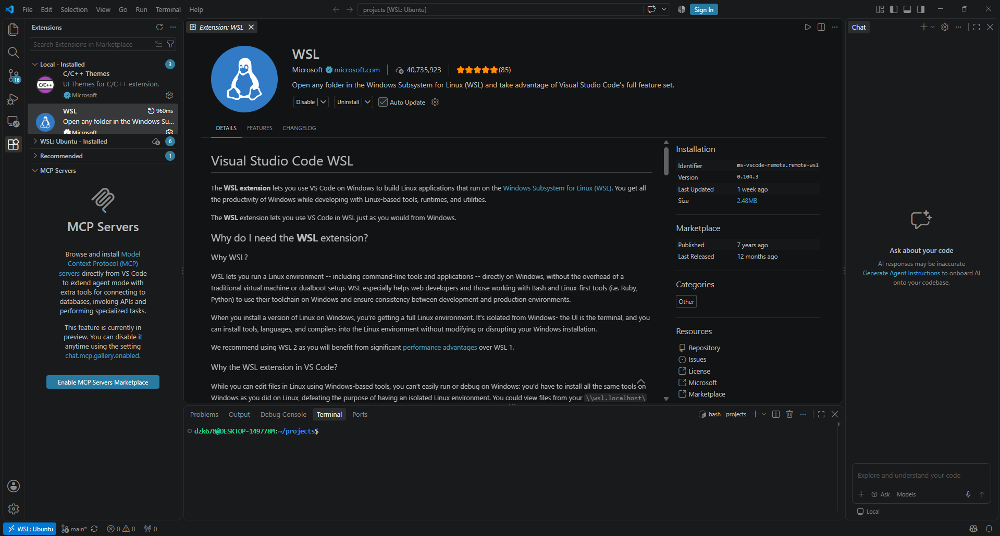 File Edit Selection View Go Run Terminal Help
projects [WSL: Ubuntu]
Sign In
Extensions
Search Extensions in Marketplace
Local - Installed
3
C/C++ Themes
C/C++
UI Themes for C/C++ extension.
Microsoft
WSL
960ms
Open any folder in the Windows Su...
Microsoft
WSL: Ubuntu - Installed
6
Recommended
1
MCP Servers
16
MCP Servers
Browse and install Model
Context Protocol (MCP)
servers directly from VS Code
to extend agent mode with
extra tools for connecting to
databases, invoking APIs and
performing specialized tasks.
This feature is currently in
preview. You can disable it
anytime using the setting
chat.mcp.gallery.enabled.
Enable MCP Servers Marketplace
Extension: WSL
WSL
Microsoft microsoft.com 40,735,923 (85)
Open any folder in the Windows Subsystem for Linux (WSL) and take advantage of Visual Studio Code's full feature set.
Disable Uninstall Auto Update
DETAILS FEATURES CHANGELOG
Visual Studio Code WSL
The WSL extension lets you use VS Code on Windows to build Linux applications that run on the Windows Subsystem for Linux (WSL). You get all
the productivity of Windows while developing with Linux-based tools, runtimes, and utilities.
The WSL extension lets you use VS Code in WSL just as you would from Windows.
Why do I need the WSL extension?
Why WSL?
WSL lets you run a Linux environment -- including command-line tools and applications -- directly on Windows, without the overhead of a
traditional virtual machine or dualboot setup. WSL especially helps web developers and those working with Bash and Linux-first tools (i.e. Ruby,
Python) to use their toolchain on Windows and ensure consistency between development and production environments.
When you install a version of Linux on Windows, you're getting a full Linux environment. It's isolated from Windows- the UI is the terminal, and you
can install tools, languages, and compilers into the Linux environment without modifying or disrupting your Windows installation.
We recommend using WSL 2 as you will benefit from significant performance advantages over WSL 1.
Why the WSL extension in VS Code?
While you can edit files in Linux using Windows-based tools, you can't easily run or debug on Windows: you'd have to install all the same tools on
Windows as you did on Linux, defeating the purpose of having an isolated Linux environment. You could view files from your \\wsl.localhost\
Installation
Identifier ms-vscode-remote.remote-wsl
Version 0.104.3
Last Updated 1 week ago
Size 2.48MB
Marketplace
Published 7 years ago
Last Released 12 months ago
Categories
Other
Resources
Repository
Issues
License
Microsoft
Marketplace
Problems Output Debug Console Terminal Ports
bash - projects
dzk678@DESKTOP-149778M:~/projects$
Chat
Ask about your code
AI responses may be inaccurate
Generate Agent Instructions to onboard AI
onto your codebase.
Explore and understand your code
Ask Models
Local
WSL: Ubuntu main* 0 0 0